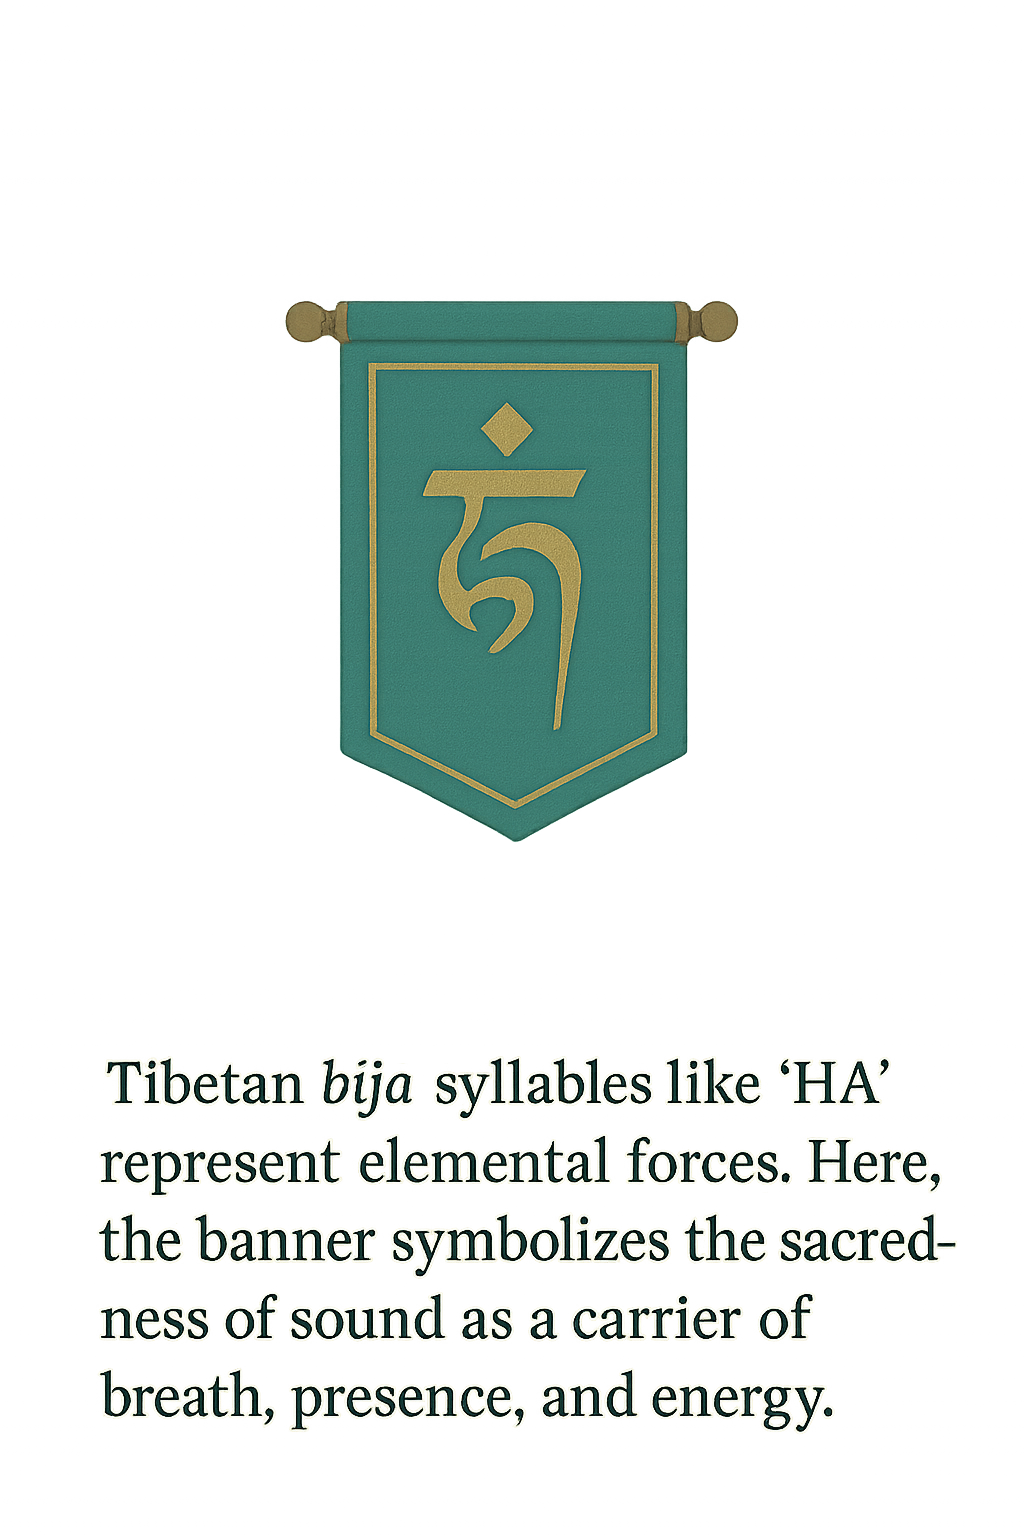 Tibetan bija syllables like ‘HA’
represent elemental forces. Here,
the banner symbolizes the sacred-
ness of sound as a carrier of
breath, presence, and energy.